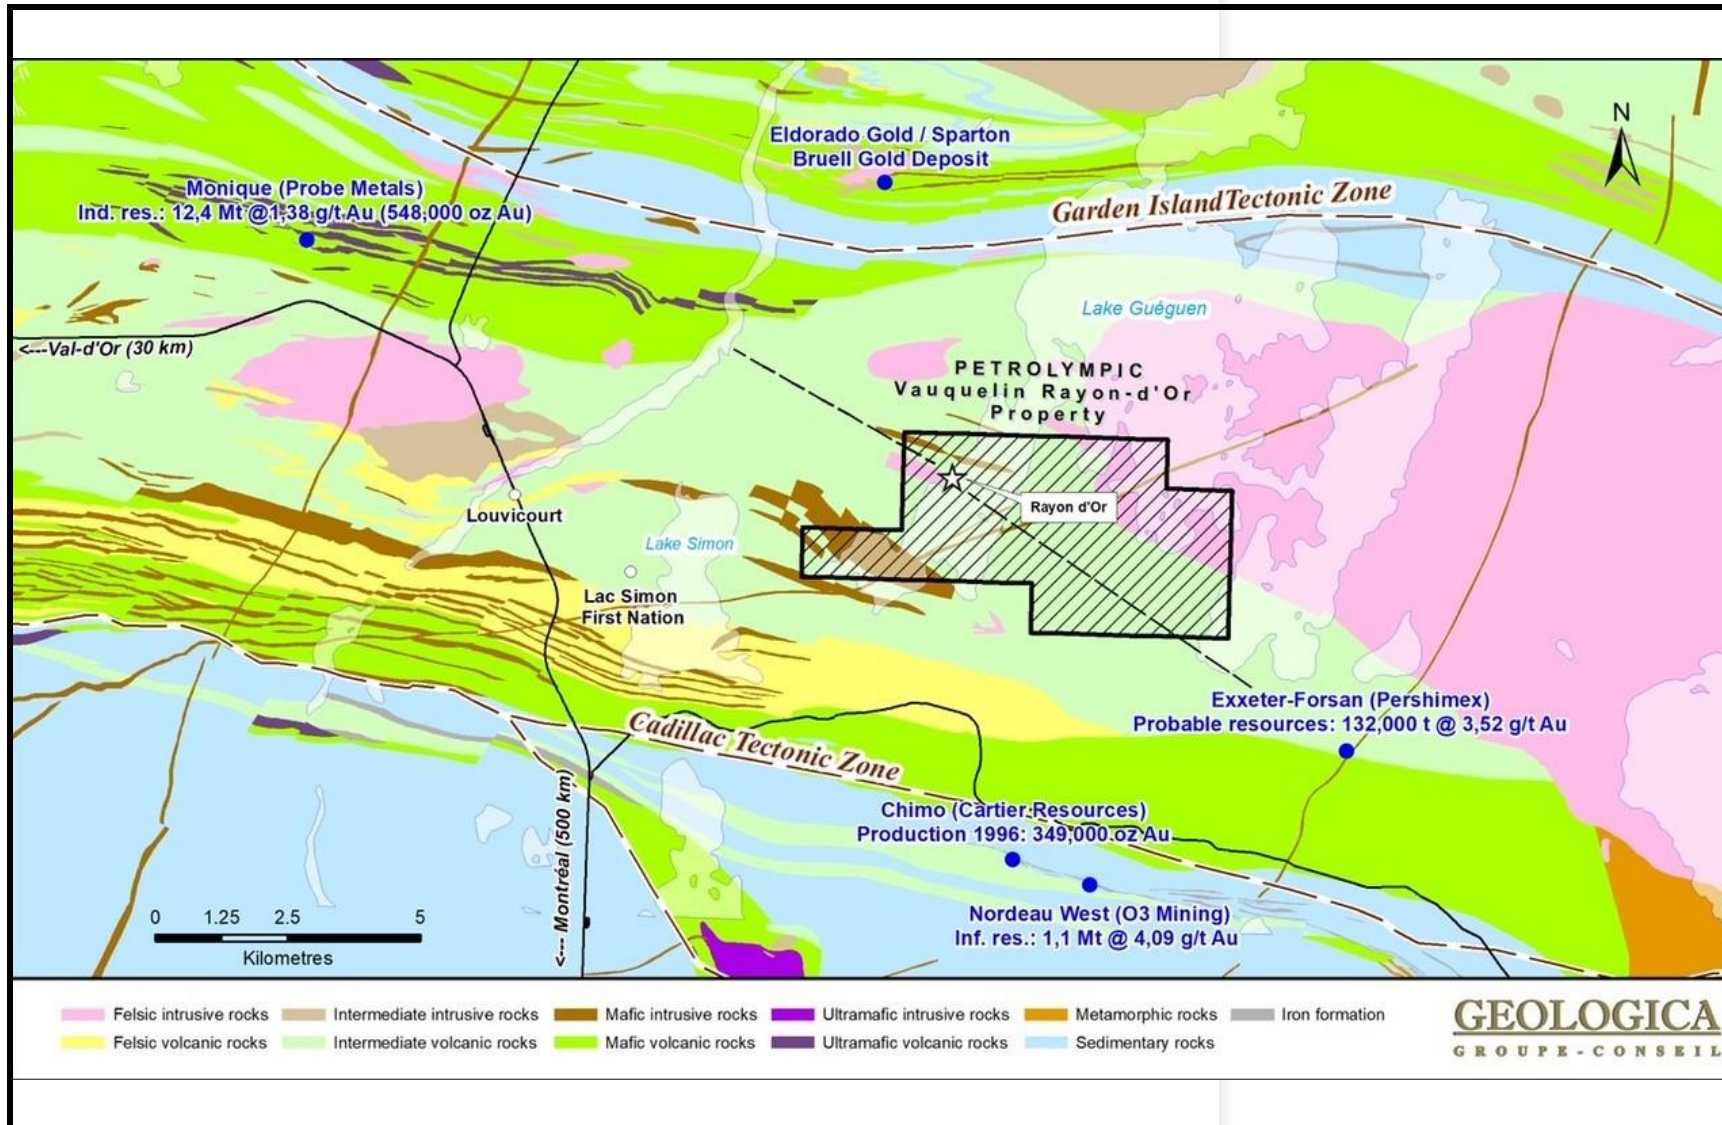 Eldorado Gold / Sparton
Bruell Gold Deposit
N
Monique (Probe Metals)
Ind. res.: 12,4 Mt @1,38 g/t Au (548,000 oz Au)
Garden IslandTectonic Zone
Lake Guéguen
<---Val-d'Or (30 km)
PETROLYMPIC
Vauquelin Rayon-d'Or
Property
Rayon d'Or
Louvicourt
Lake Simon
Lac Simon
First Nation
Exxeter-Forsan (Pershimex)
Probable resources: 132,000 t @ 3,52 g/t Au
Cadillac Tectonic Zone
<--- Montréal (500 km)
Chimo (Cartier Resources)
Production 1996: 349,000 oz Au
Nordeau West (O3 Mining)
Inf. res.: 1,1 Mt @ 4,09 g/t Au
0 1.25 2.5 5
Kilometres
Felsic intrusive rocks Intermediate intrusive rocks Mafic intrusive rocks Ultramafic intrusive rocks Metamorphic rocks Iron formation
Felsic volcanic rocks Intermediate volcanic rocks Mafic volcanic rocks Ultramafic volcanic rocks Sedimentary rocks
GEOLOGICA
GROUPE-CONSEIL